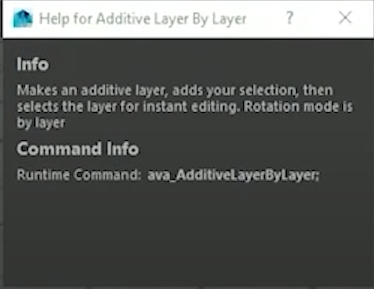 Help for Additive Layer By Layer ? ×
Info
Makes an additive layer, adds your selection, then
selects the layer for instant editing. Rotation mode is
by layer
Command Info
Runtime Command: ava_AdditiveLayerByLayer;